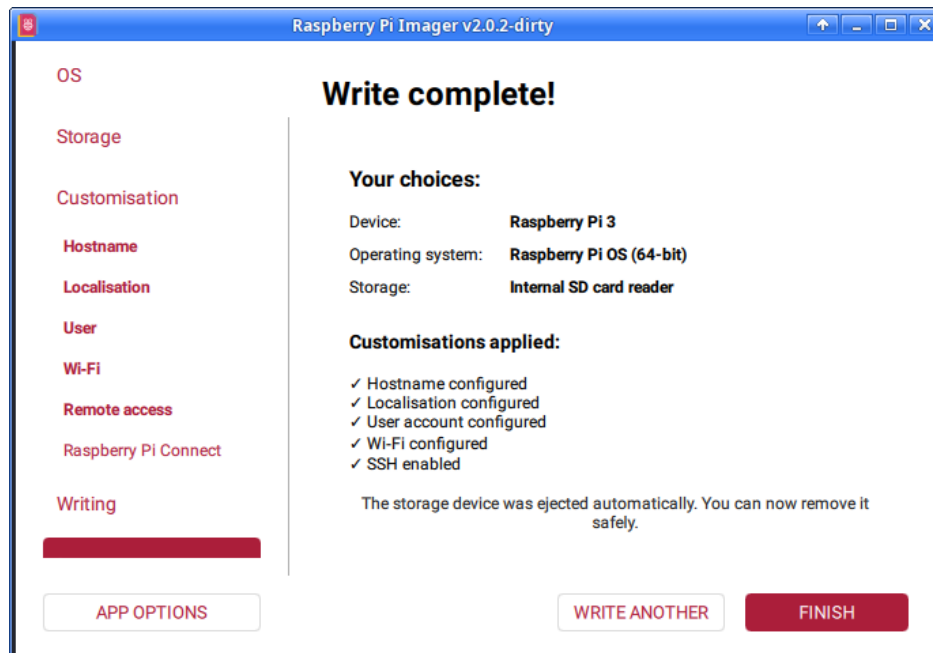 Raspberry Pi Imager v2.0.2-dirty
OS
Storage
Customisation
Hostname
Localisation
User
Wi-Fi
Remote access
Raspberry Pi Connect
Writing
Write complete!
Your choices:
Device: Raspberry Pi 3
Operating system: Raspberry Pi OS (64-bit)
Storage: Internal SD card reader
Customisations applied:
✓ Hostname configured
✓ Localisation configured
✓ User account configured
✓ Wi-Fi configured
✓ SSH enabled
The storage device was ejected automatically. You can now remove it
safely.
APP OPTIONS
WRITE ANOTHER
FINISH